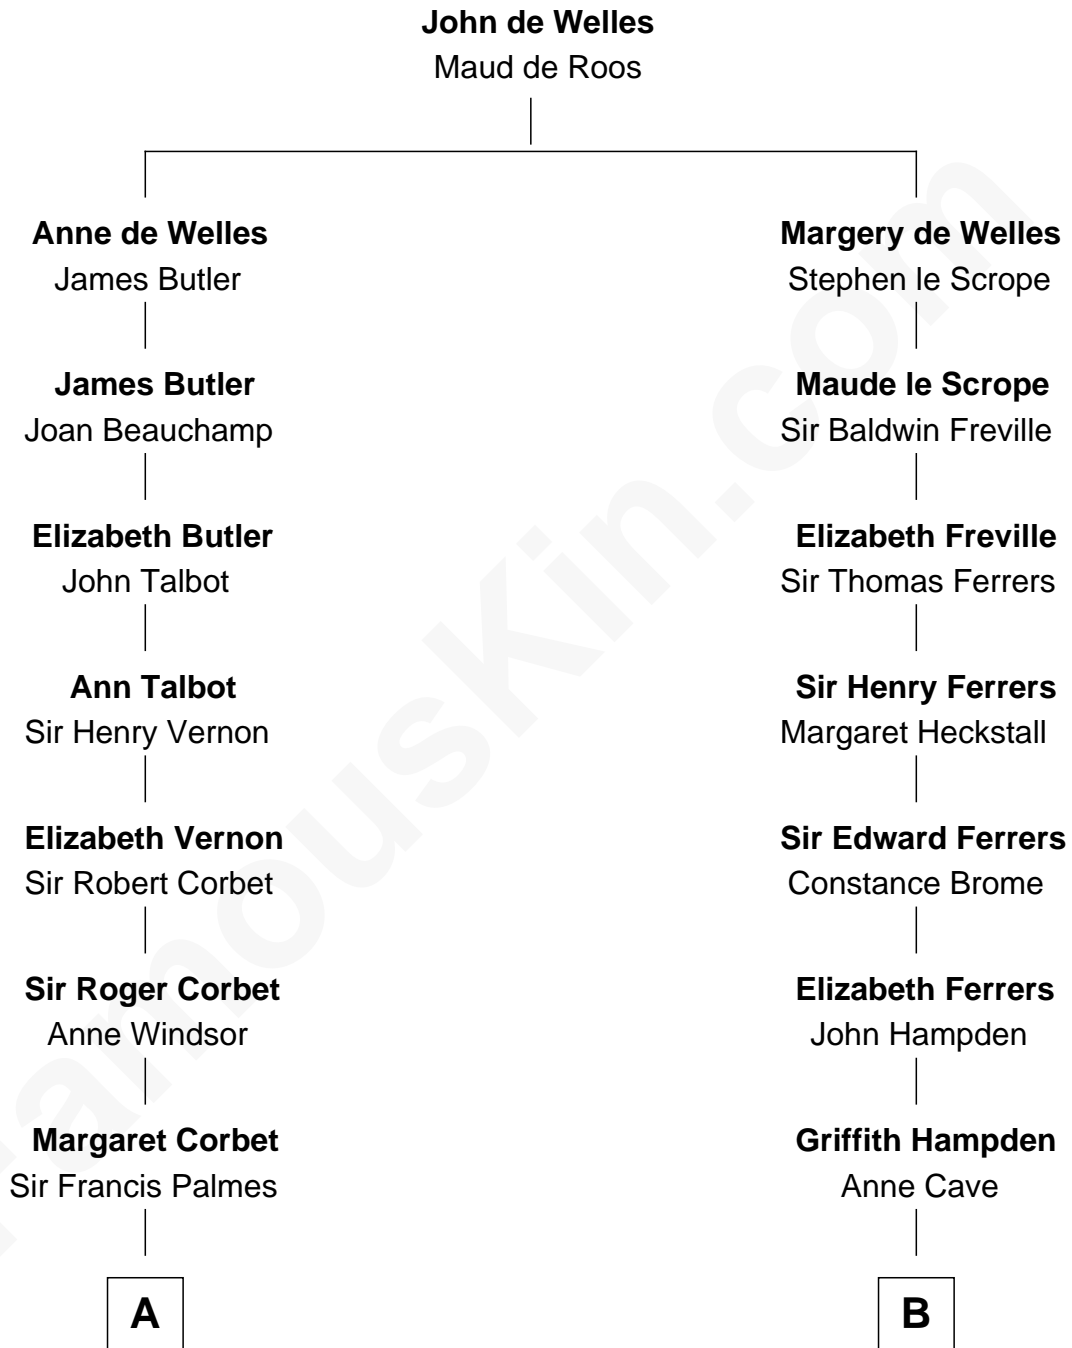 John de Welles
Maud de Roos
Anne de Welles
James Butler
James Butler
Joan Beauchamp
Elizabeth Butler
John Talbot
Ann Talbot
Sir Henry Vernon
Elizabeth Vernon
Sir Robert Corbet
Sir Roger Corbet
Anne Windsor
Margaret Corbet
Sir Francis Palmes
A
Margery de Welles
Stephen le Scrope
Maude le Scrope
Sir Baldwin Freville
Elizabeth Freville
Sir Thomas Ferrers
Sir Henry Ferrers
Margaret Heckstall
Sir Edward Ferrers
Constance Brome
Elizabeth Ferrers
John Hampden
Griffith Hampden
Anne Cave
B
FamousKin.com